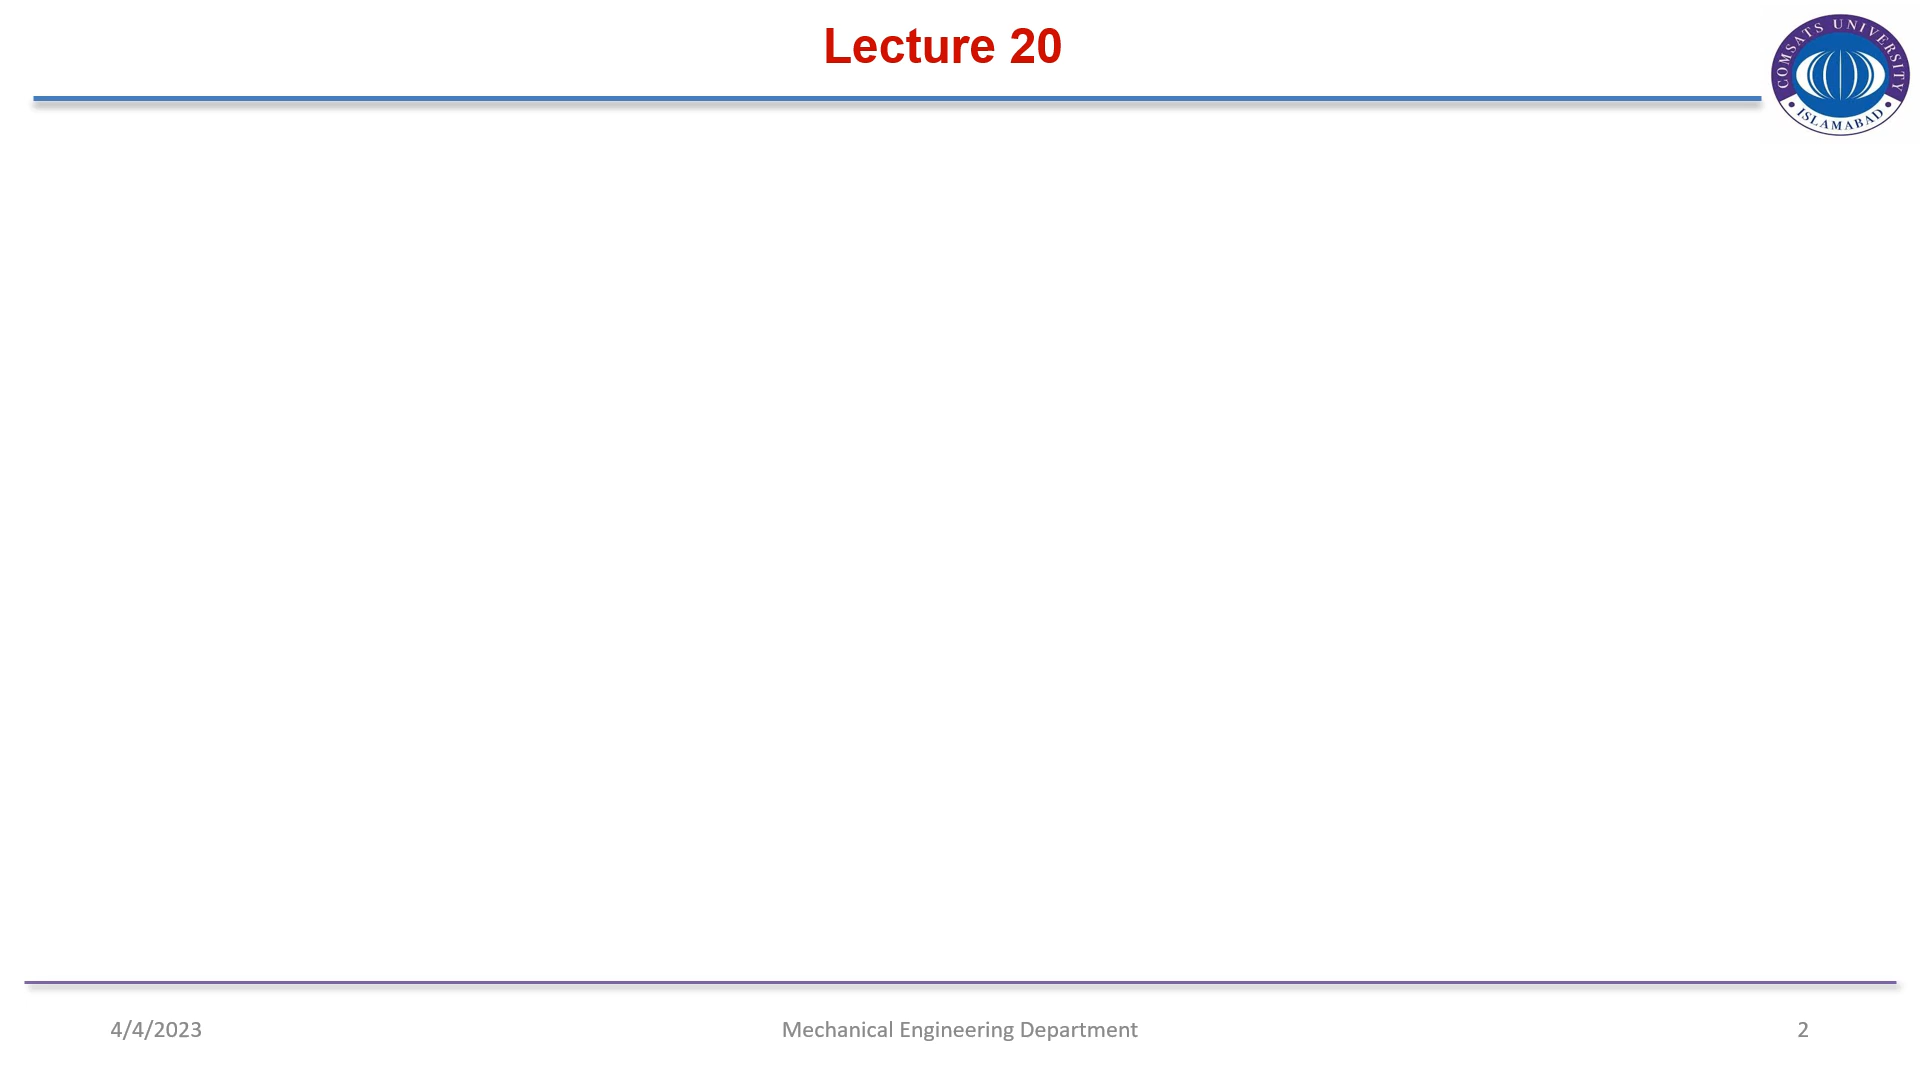 Lecture 20
COMSATS UNIVERSITY
ISLAMABAD
4/4/2023
Mechanical Engineering Department
2